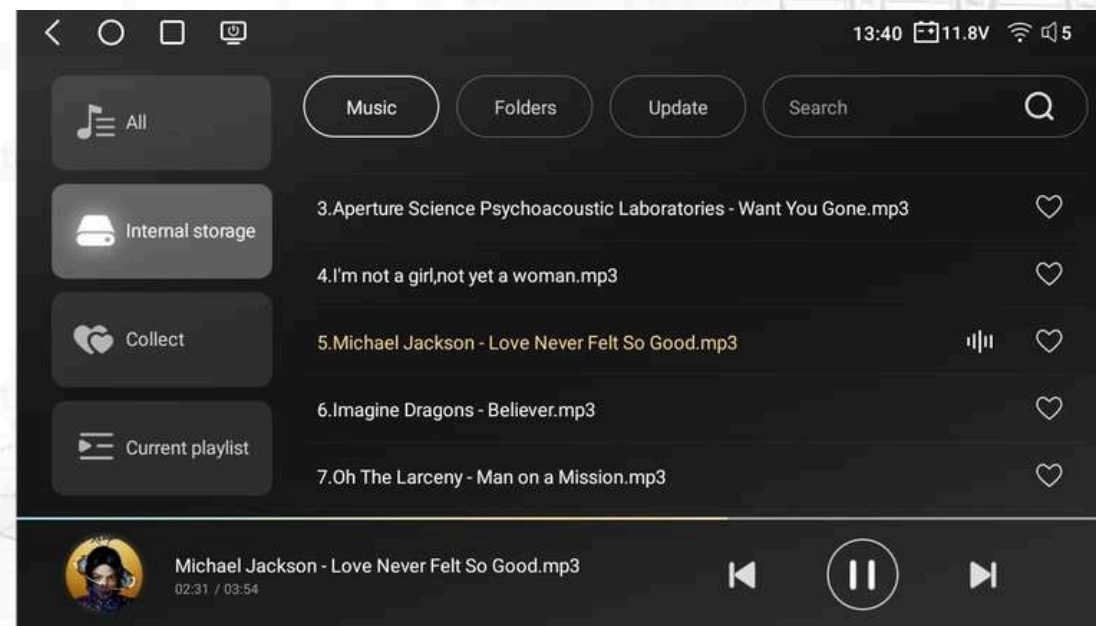 13:40 11.8V 5
All
Internal storage
Collect
Current playlist
Music Folders Update Search
3.Aperture Science Psychoacoustic Laboratories - Want You Gone.mp3
4.I'm not a girl,not yet a woman.mp3
5.Michael Jackson - Love Never Felt So Good.mp3
6.Imagine Dragons - Believer.mp3
7.Oh The Larceny - Man on a Mission.mp3
Michael Jackson - Love Never Felt So Good.mp3
02:31 / 03:54